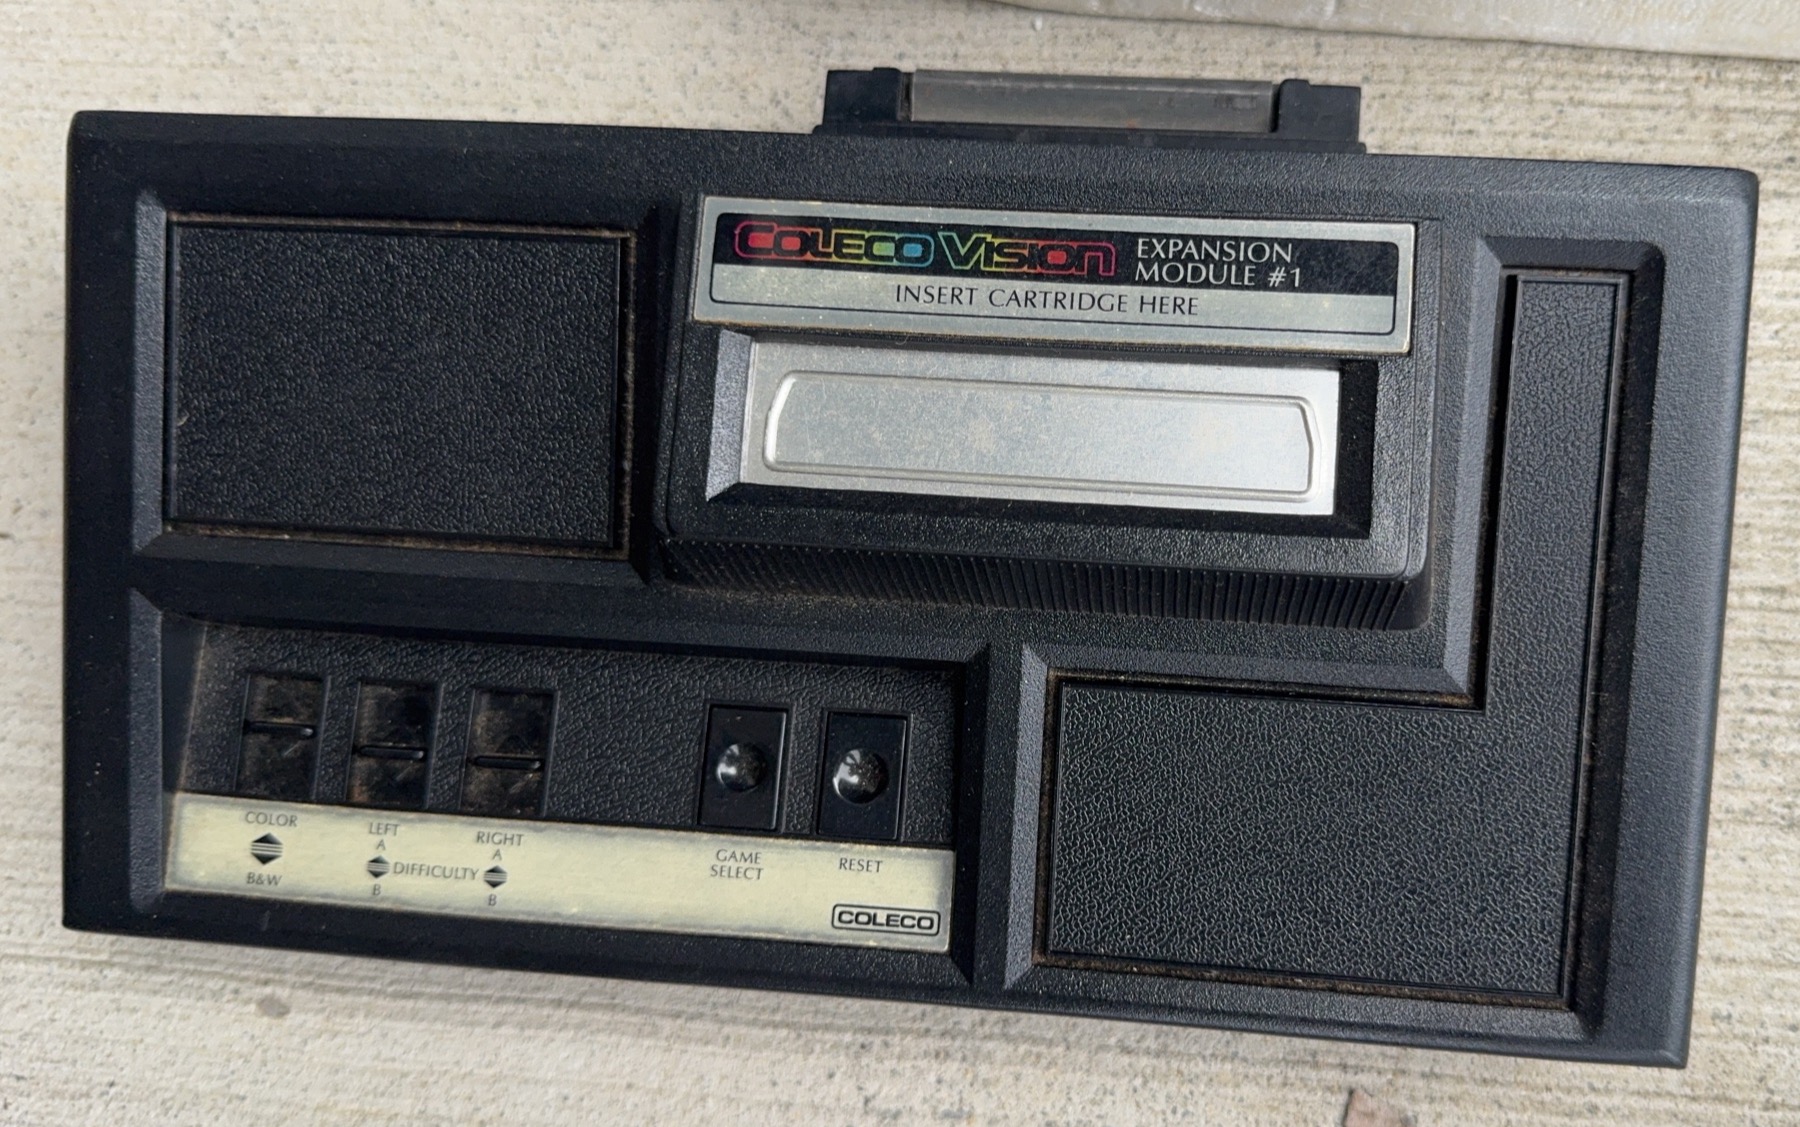 COLECOVISION EXPANSION
MODULE #1
INSERT CARTRIDGE HERE
COLOR
B&W
LEFT
A
B
DIFFICULTY
RIGHT
A
B
GAME
SELECT
RESET
COLECO